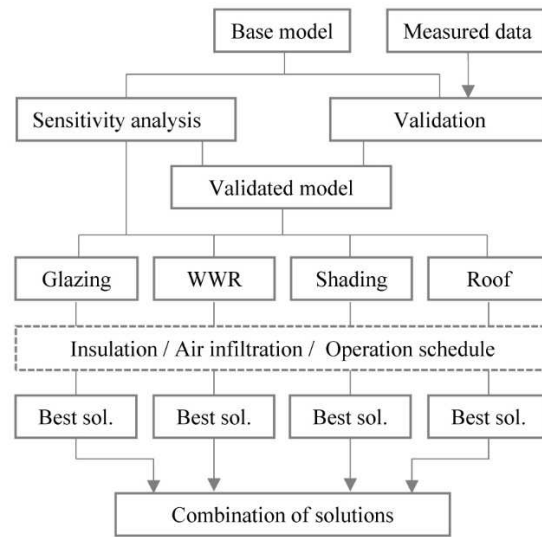 Base model
Measured data
Sensitivity analysis
Validation
Validated model
Glazing
WWR
Shading
Roof
Insulation / Air infiltration / Operation schedule
Best sol.
Best sol.
Best sol.
Best sol.
Combination of solutions